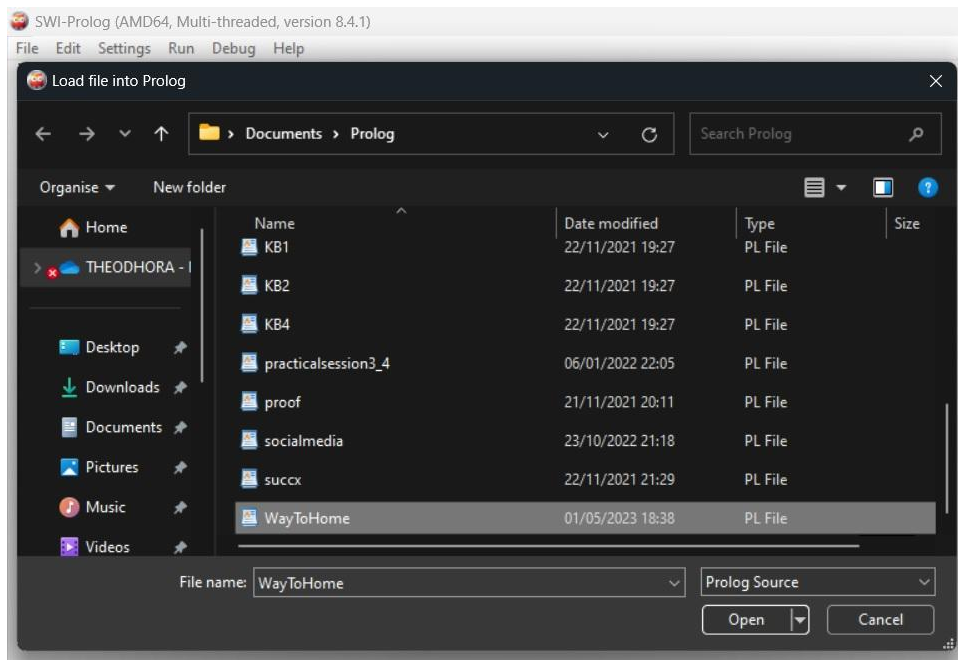 SWI-Prolog (AMD64, Multi-threaded, version 8.4.1)
File Edit Settings Run Debug Help
Load file into Prolog
Documents > Prolog
Search Prolog
Organise New folder
Name Date modified Type Size
Home
THEODHORA -
Desktop
Downloads
Documents
Pictures
Music
Videos
KB1 22/11/2021 19:27 PL File
KB2 22/11/2021 19:27 PL File
KB4 22/11/2021 19:27 PL File
practicalsession3_4 06/01/2022 22:05 PL File
proof 21/11/2021 20:11 PL File
socialmedia 23/10/2022 21:18 PL File
succx 22/11/2021 21:29 PL File
WayToHome 01/05/2023 18:38 PL File
File name: WayToHome Prolog Source
Open Cancel